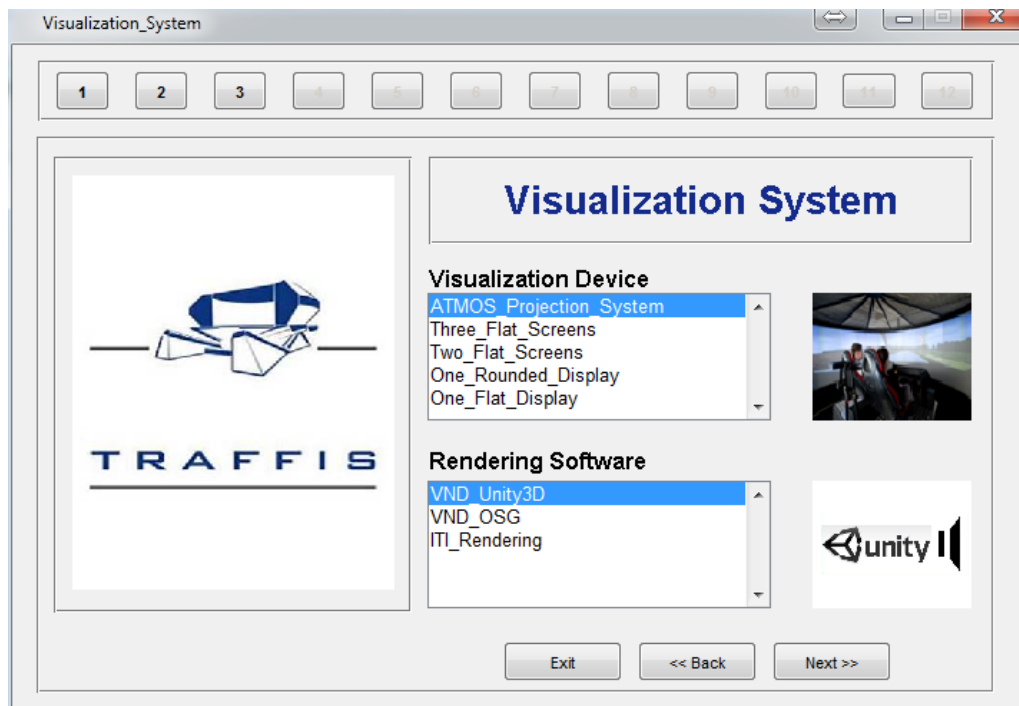 Visualization_System
1 2 3 4 5 6 7 8 9 10 11 12
Visualization System
TRAFFIS
Visualization Device
ATMOS_Projection_System
Three_Flat_Screens
Two_Flat_Screens
One_Rounded_Display
One_Flat_Display
Rendering Software
VND_Unity3D
VND_OSG
ITI_Rendering
unity
Exit << Back Next >>